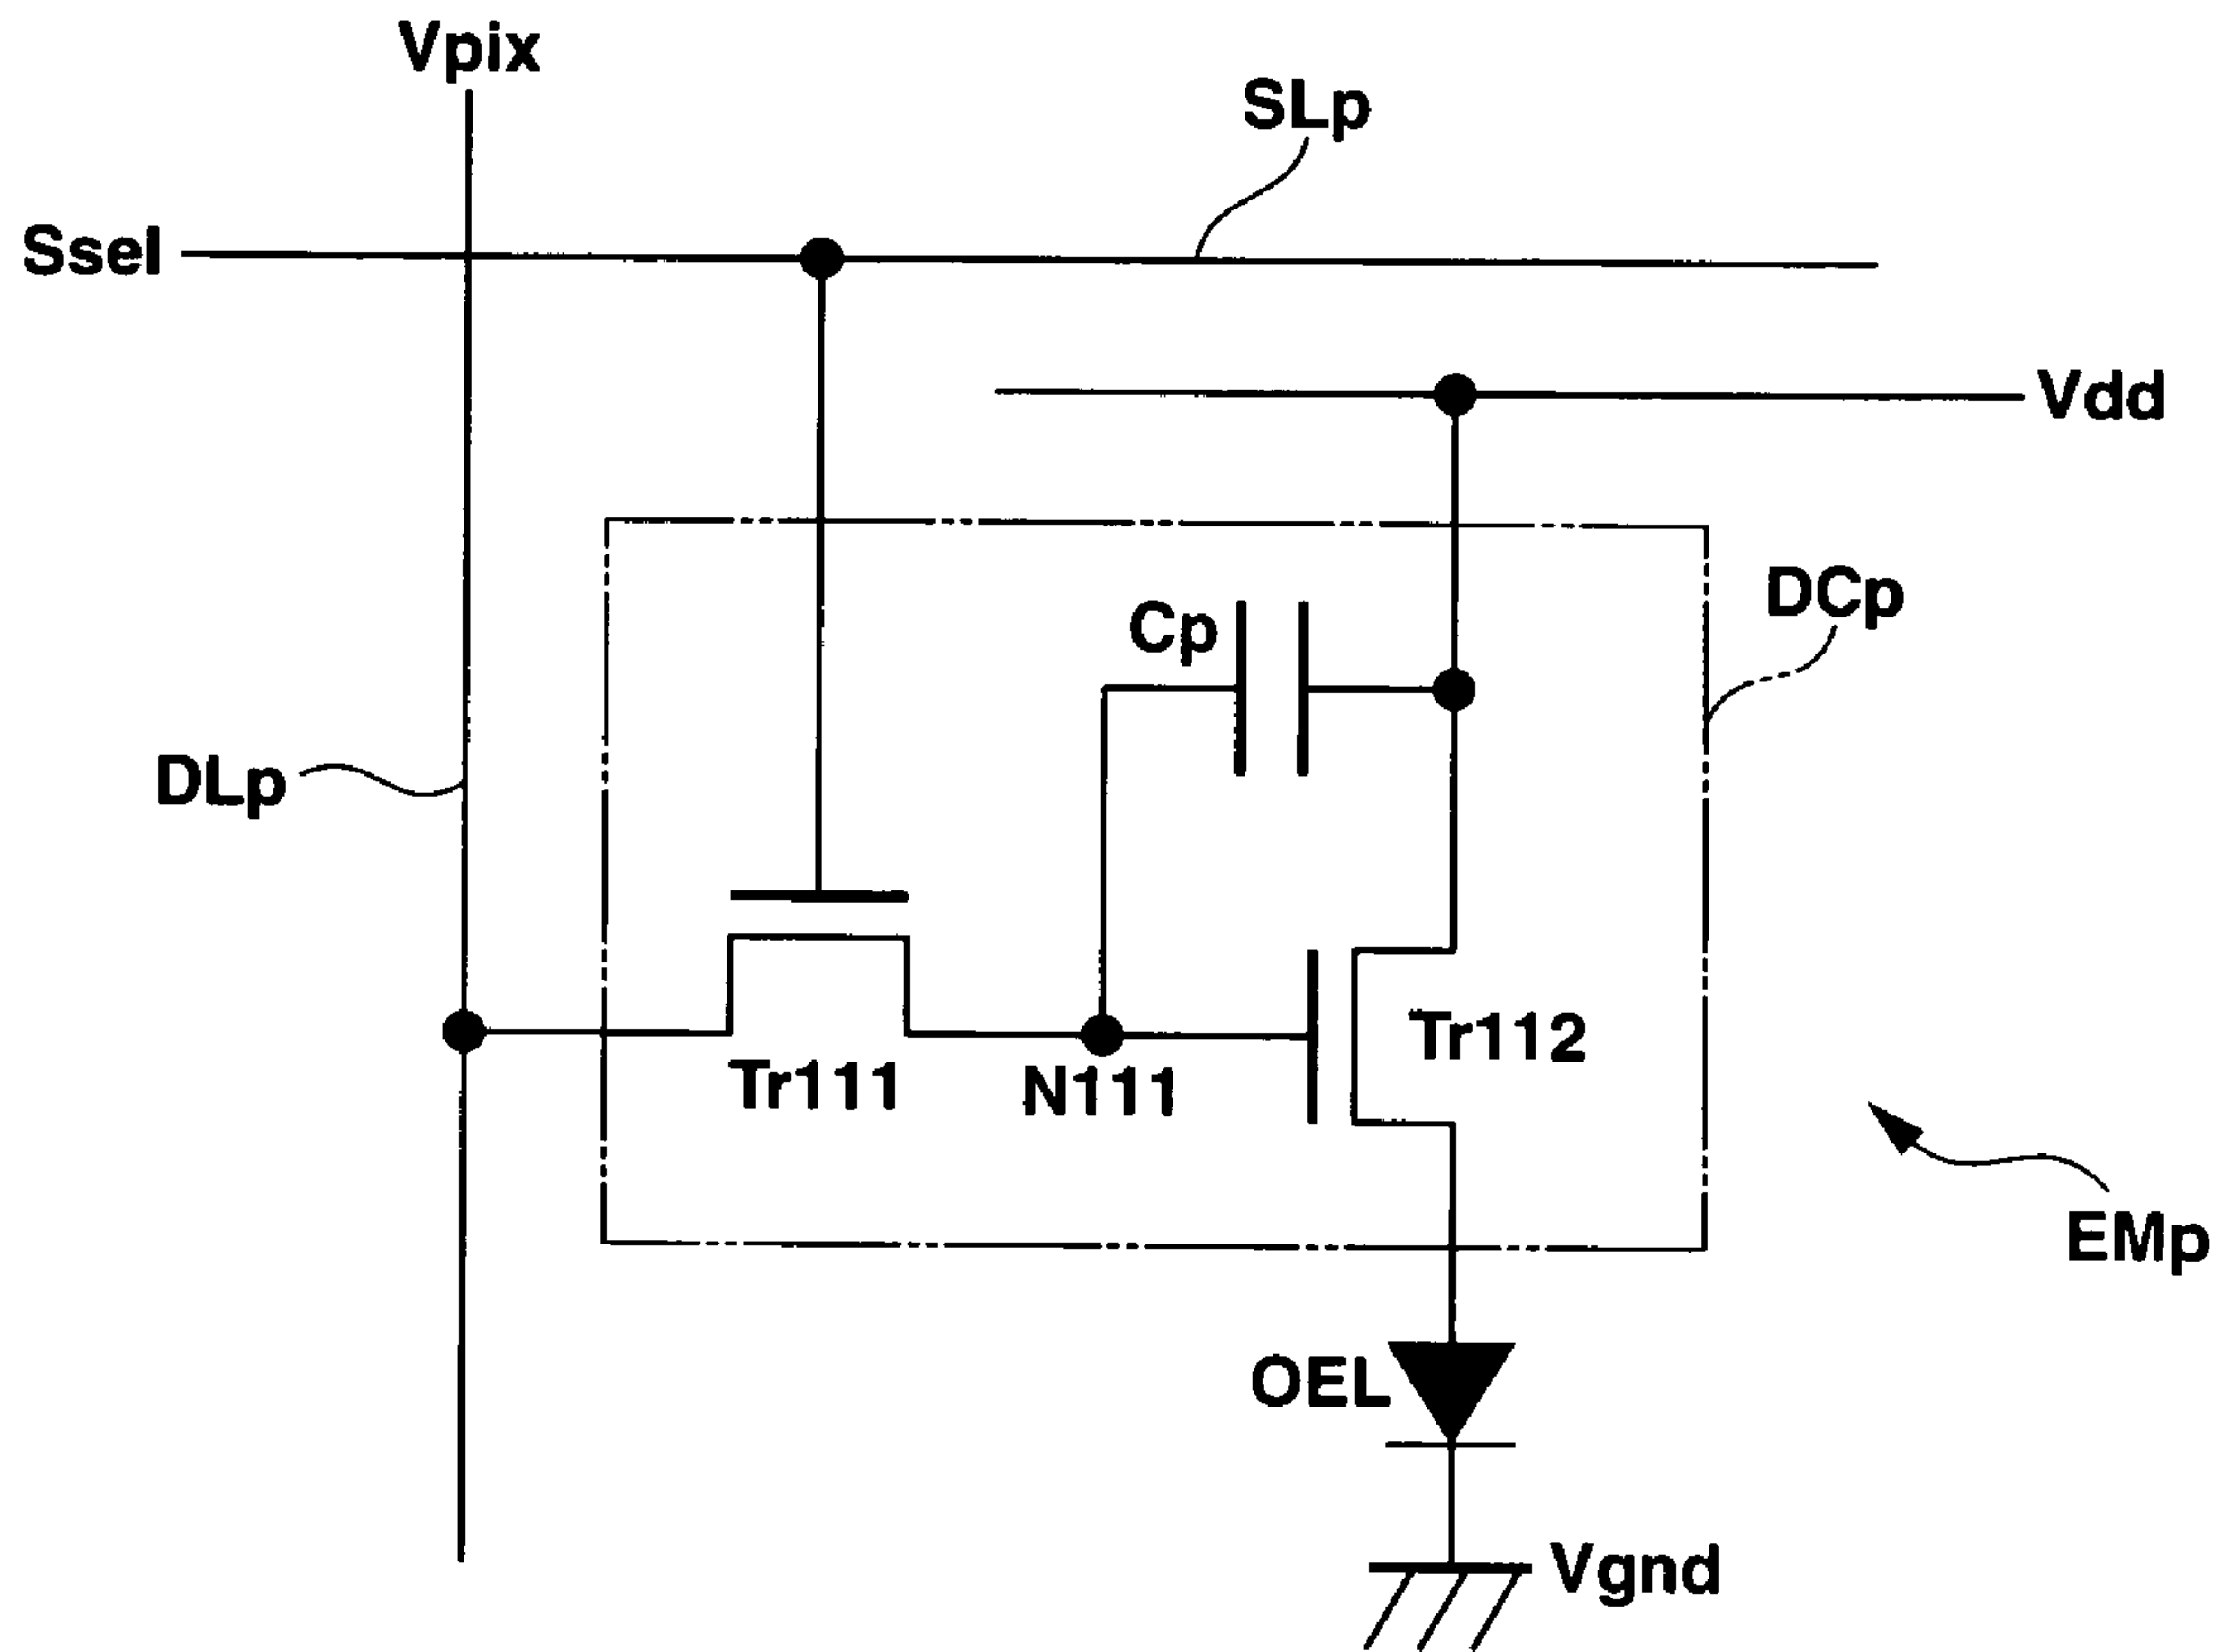 Vpix
SLp
Ssel
Vdd
DCp
Cp
DLp
Tr112
Tr111
N111
EMp
OEL
Vgnd